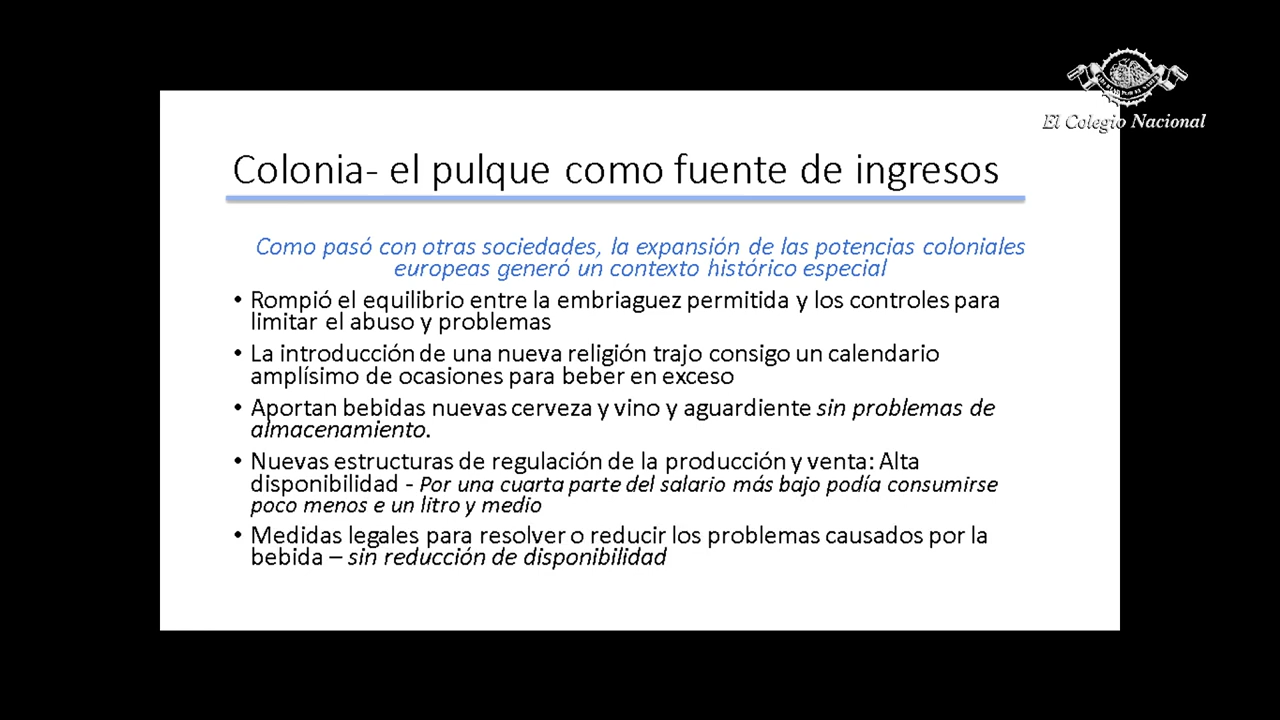 El Colegio Nacional
Colonia- el pulque como fuente de ingresos
Como pasó con otras sociedades, la expansión de las potencias coloniales
europeas generó un contexto histórico especial
• Rompió el equilibrio entre la embriaguez permitida y los controles para
limitar el abuso y problemas
• La introducción de una nueva religión trajo consigo un calendario
amplísimo de ocasiones para beber en exceso
• Aportan bebidas nuevas cerveza y vino y aguardiente sin problemas de
almacenamiento.
• Nuevas estructuras de regulación de la producción y venta: Alta
disponibilidad - Por una cuarta parte del salario más bajo podía consumirse
poco menos e un litro y medio
• Medidas legales para resolver o reducir los problemas causados por la
bebida – sin reducción de disponibilidad